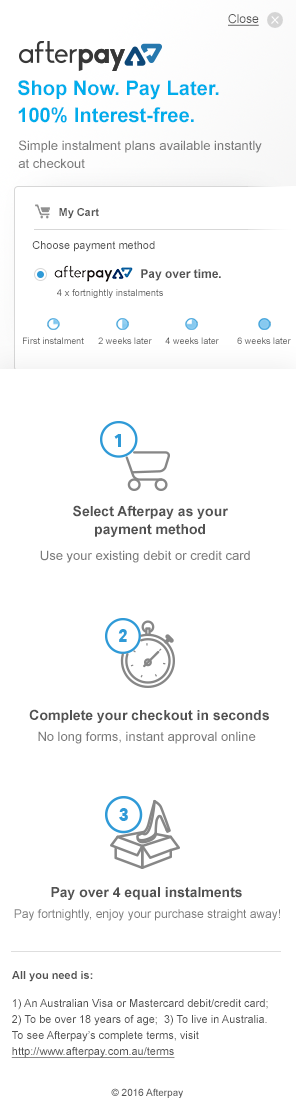 Close
afterpay
Shop Now. Pay Later.
100% Interest-free.
Simple instalment plans available instantly
at checkout
My Cart
Choose payment method
afterpay Pay over time.
4 x fortnightly instalments
First instalment 2 weeks later 4 weeks later 6 weeks later
1
Select Afterpay as your
payment method
Use your existing debit or credit card
2
Complete your checkout in seconds
No long forms, instant approval online
3
Pay over 4 equal instalments
Pay fortnightly, enjoy your purchase straight away!
All you need is:
1) An Australian Visa or Mastercard debit/credit card;
2) To be over 18 years of age; 3) To live in Australia.
To see Afterpay's complete terms, visit
http://www.afterpay.com.au/terms
© 2016 Afterpay